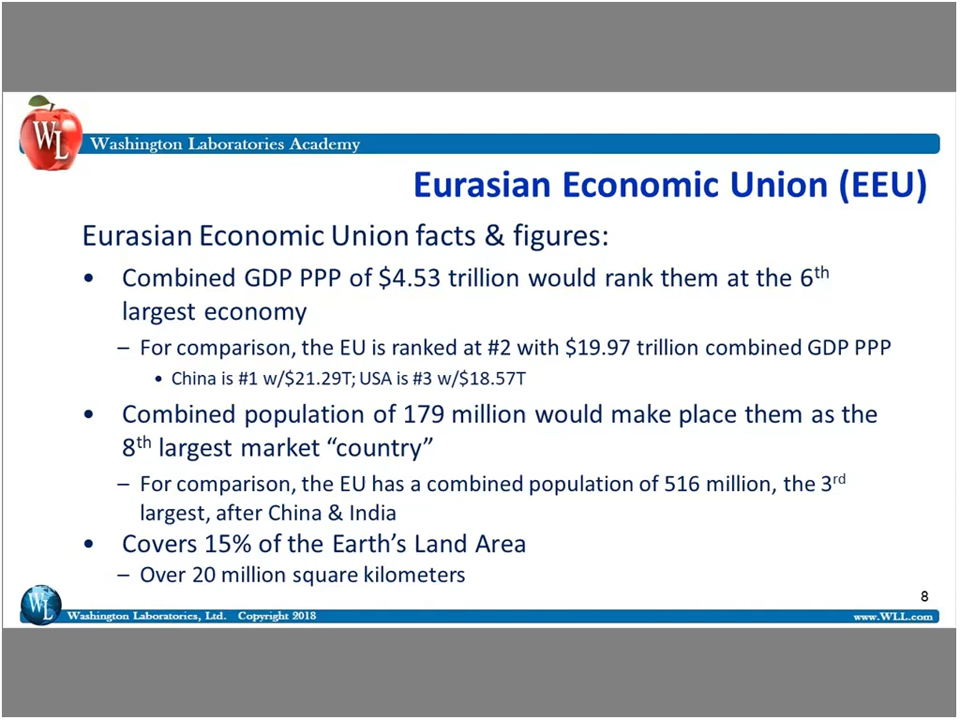 WL
Washington Laboratories Academy
Eurasian Economic Union (EEU)
Eurasian Economic Union facts & figures:
• Combined GDP PPP of $4.53 trillion would rank them at the 6th
largest economy
– For comparison, the EU is ranked at #2 with $19.97 trillion combined GDP PPP
• China is #1 w/$21.29T; USA is #3 w/$18.57T
• Combined population of 179 million would make place them as the
8th largest market “country”
– For comparison, the EU has a combined population of 516 million, the 3rd
largest, after China & India
• Covers 15% of the Earth’s Land Area
– Over 20 million square kilometers
8
WL
Washington Laboratories, Ltd. Copyright 2018
www.WLL.com